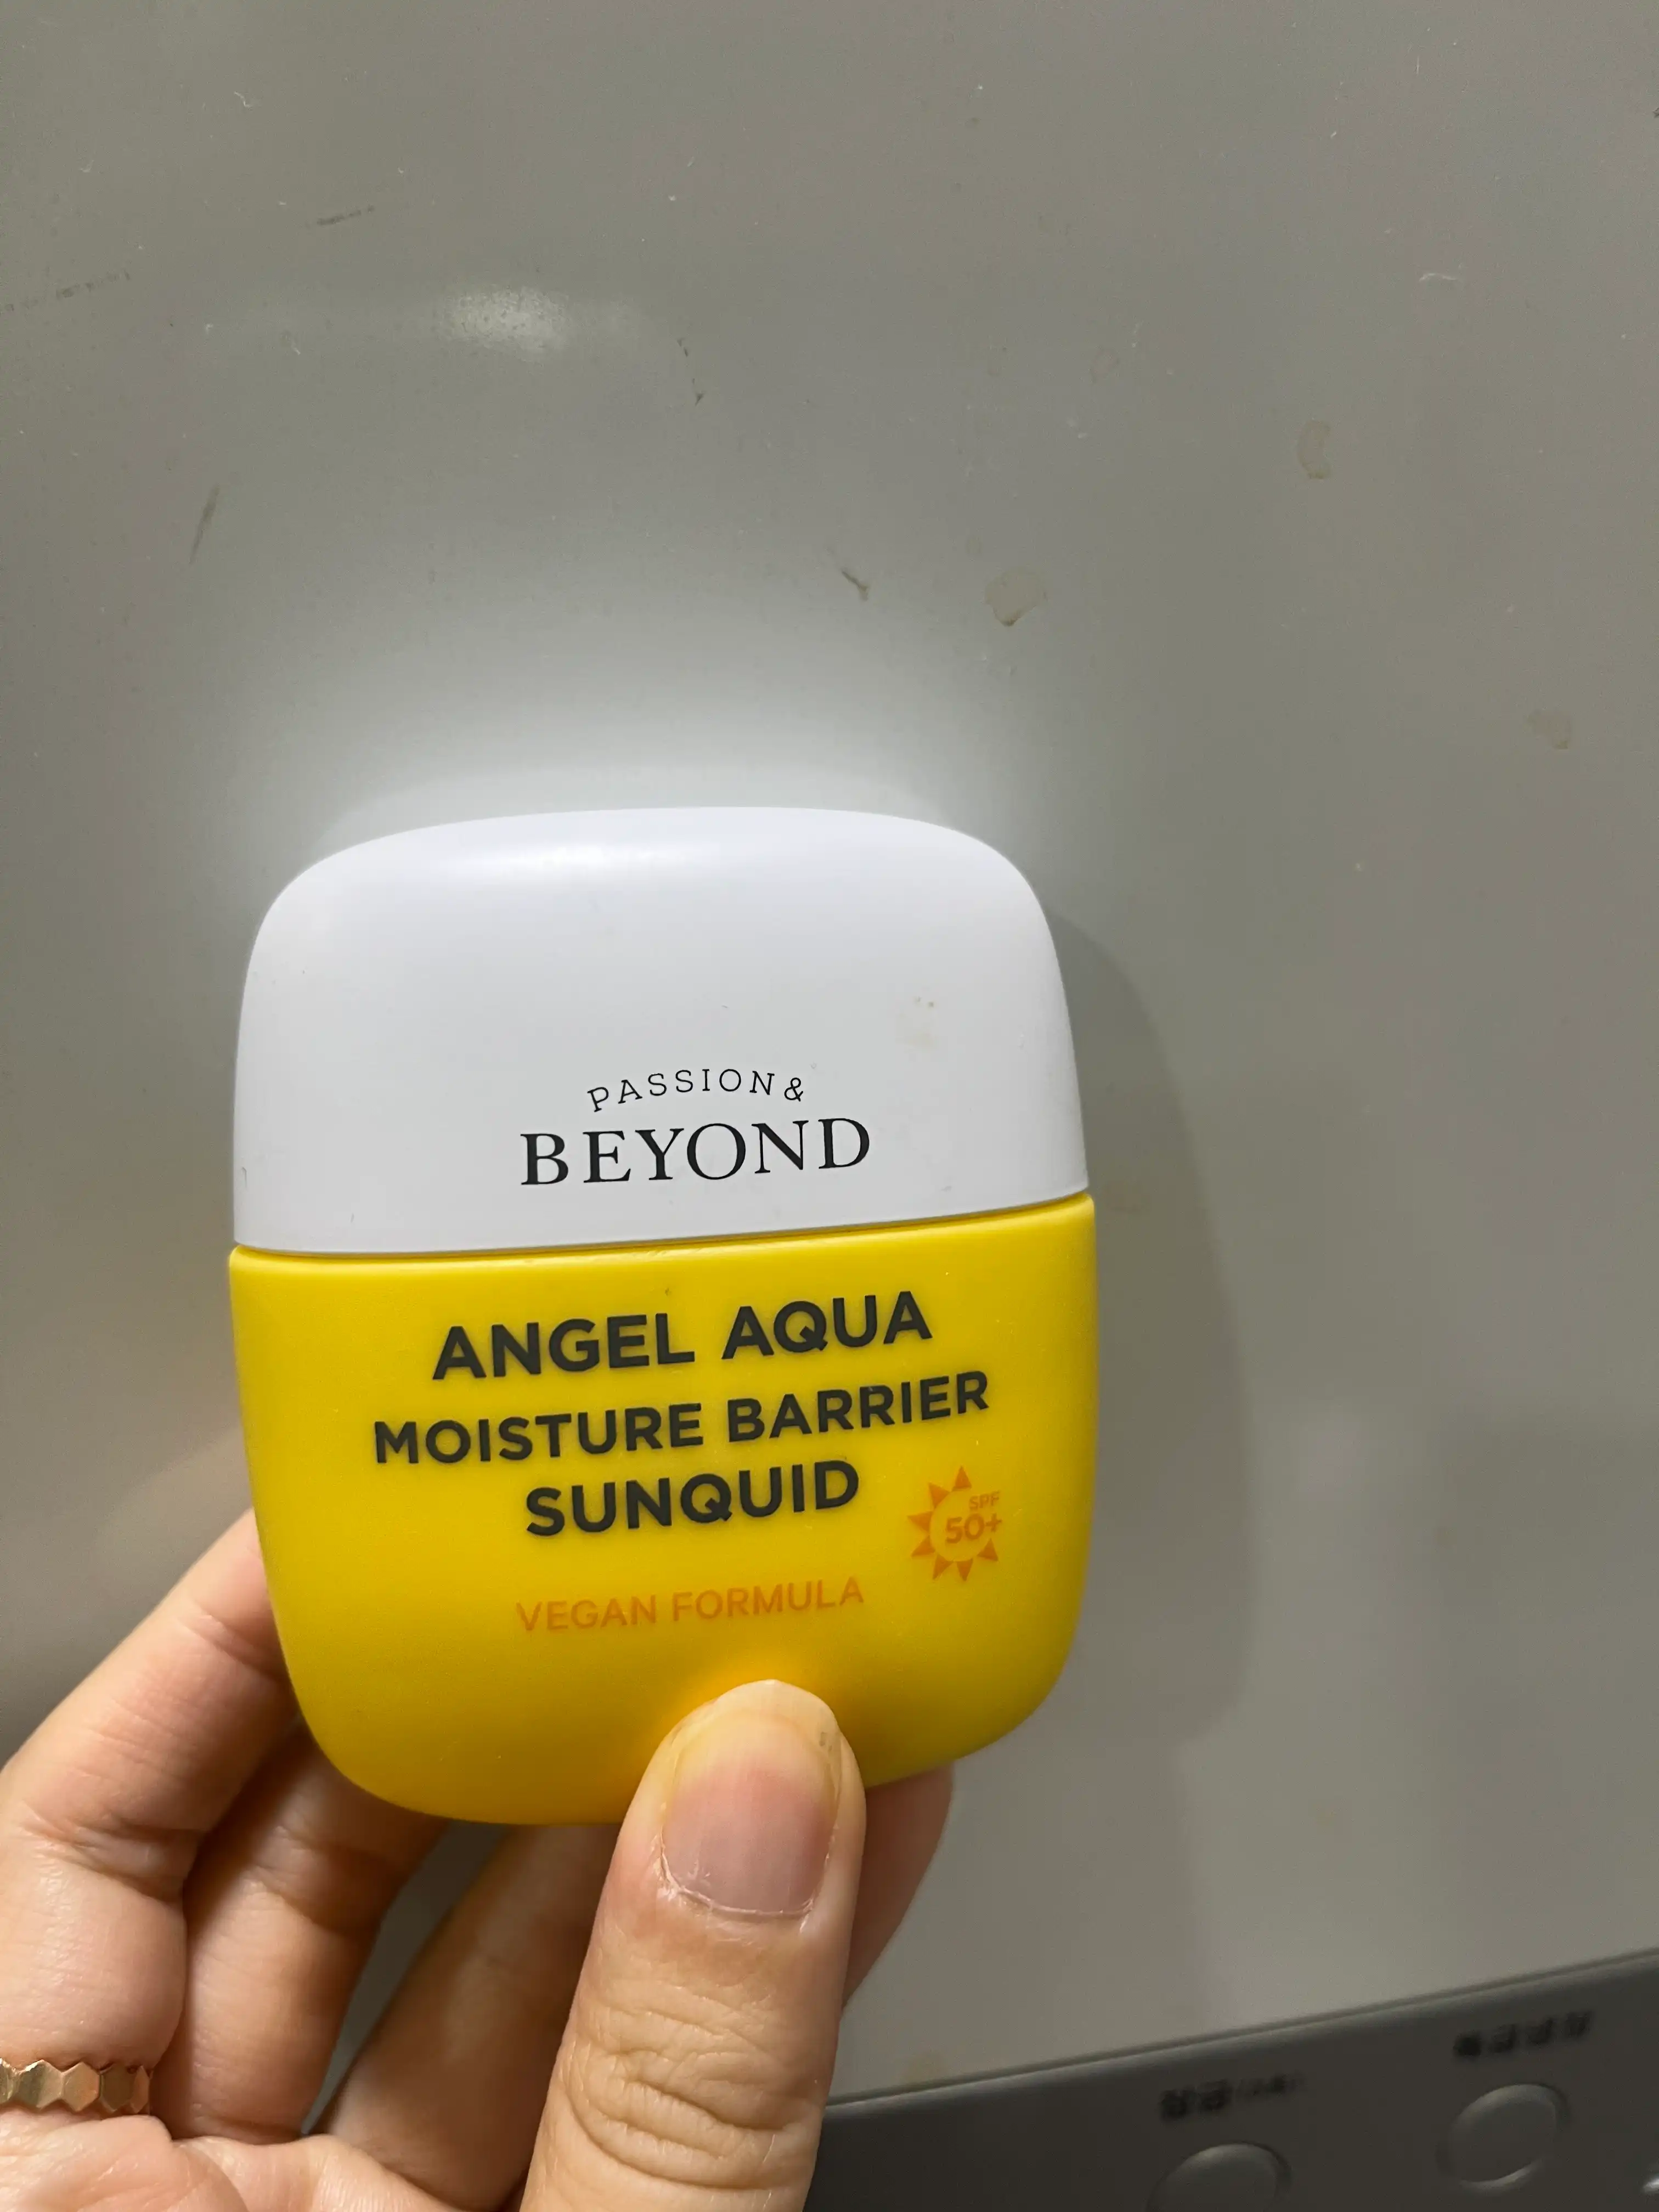 PASSION &
BEYOND
ANGEL AQUA
MOISTURE BARRIER
SUNQUID
SPF
50+
VEGAN FORMULA